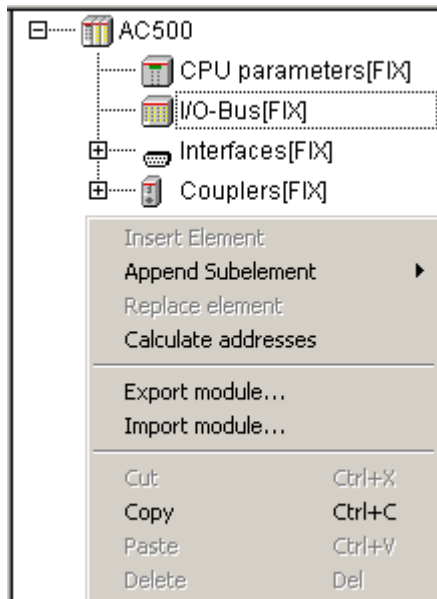 AC500
CPU parameters[FIX]
I/O-Bus[FIX]
Interfaces[FIX]
Couplers[FIX]
Insert Element
Append Subelement
Replace element
Calculate addresses
Export module...
Import module...
Cut Ctrl+X
Copy Ctrl+C
Paste Ctrl+V
Delete Del